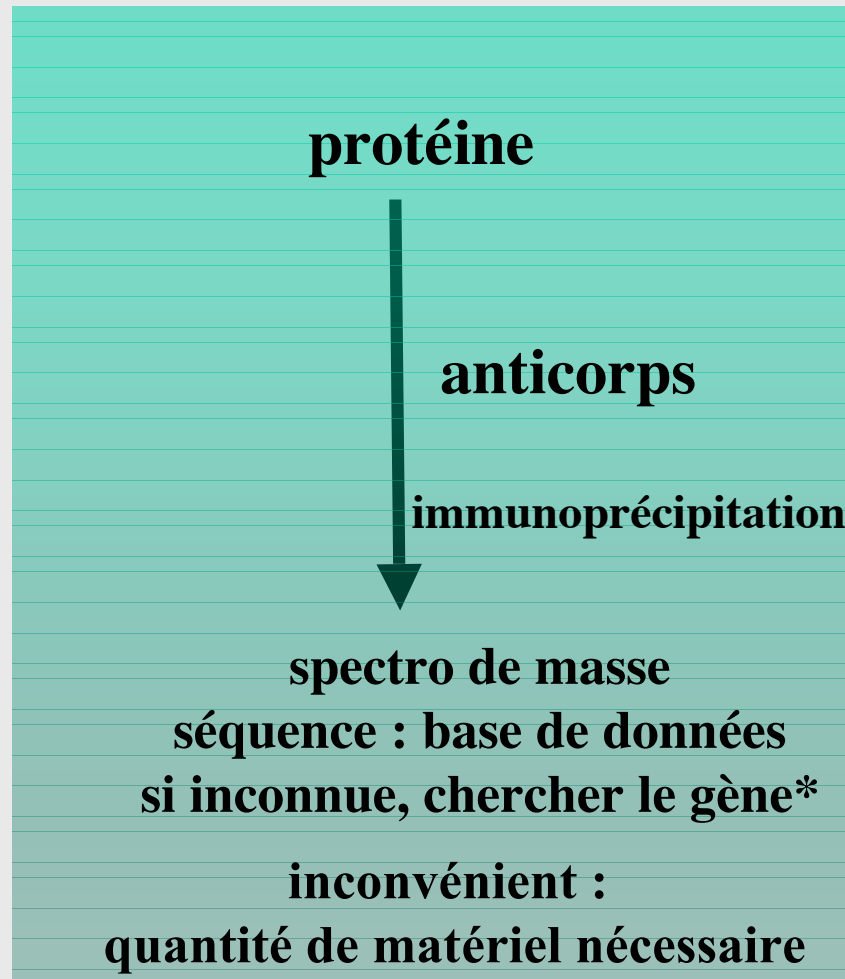 protéine
anticorps
immunoprécipitation
spectro de masse
séquence : base de données
si inconnue, chercher le gène*
inconvénient :
quantité de matériel nécessaire